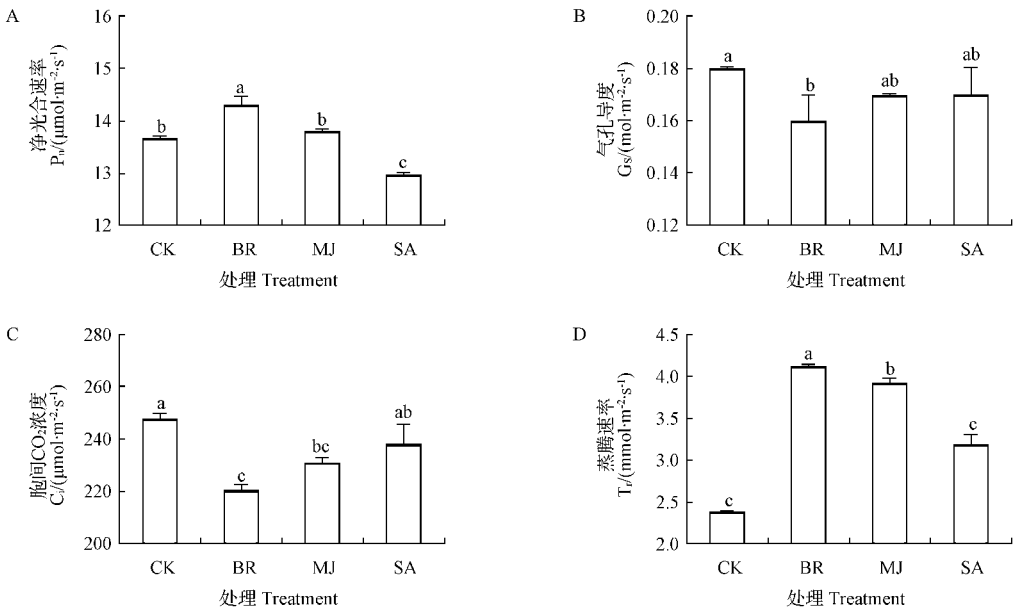 A
净光合速率
Pn/(μmol·m-2·s-1)
16
15
14
13
12
b
a
b
c
CK BR MJ SA
处理 Treatment
B
气孔导度
Gs/(mol·m-2·s-1)
0.20
0.18
0.16
0.14
0.12
a
b
ab
ab
CK BR MJ SA
处理 Treatment
C
胞间CO2浓度
Ci/(μmol·m-2·s-1)
280
260
240
220
200
a
c
bc
ab
CK BR MJ SA
处理 Treatment
D
蒸腾速率
Tr/(mmol·m-2·s-1)
4.5
4.0
3.5
3.0
2.5
2.0
c
a
b
c
CK BR MJ SA
处理 Treatment